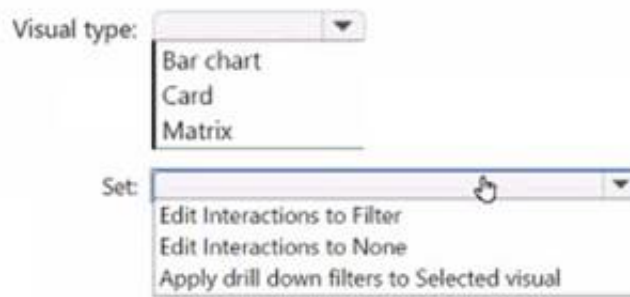 Visual type:
Bar chart
Card
Matrix
Set:
Edit Interactions to Filter
Edit Interactions to None
Apply drill down filters to Selected visual